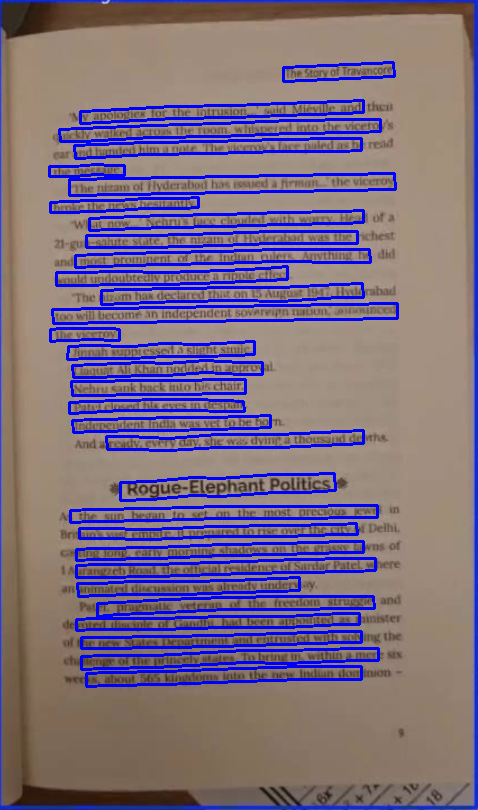 The Story of Travancore
'My apologies for the intrusion...' said Miéville and then
quickly walked across the room, whispered into the viceroy's
ear and handed him a note. The viceroy's face paled as he read
the message.
'The nizam of Hyderabad has issued a firman...' the viceroy
broke the news hesitantly.
'What now...' Nehru's face clouded with worry. Head of a
21-gun-salute state, the nizam of Hyderabad was the richest
and most prominent of the Indian rulers. Anything he did
would undoubtedly produce a ripple effect.
'The nizam has declared that on 15 August 1947, Hyderabad
too will become an independent sovereign nation,' announced
the viceroy.
Jinnah suppressed a slight smile.
Liaquat Ali Khan nodded in approval.
Nehru sank back into his chair.
Patel closed his eyes in despair.
Independent India was yet to be born.
And already, every day, she was dying a thousand deaths.
Rogue-Elephant Politics
As the sun began to set on the most precious jewel in
Britain's vast empire, it prepared to rise over the city of Delhi,
casting long, early morning shadows on the grassy lawns of
1 Aurangzeb Road, the official residence of Sardar Patel, where
an animated discussion was already underway.
Patel, pragmatic veteran of the freedom struggle and
devoted disciple of Gandhi, had been appointed as minister
of the new States Department and entrusted with solving the
challenge of the princely states. To bring in, within a mere six
weeks, about 565 kingdoms into the new Indian dominion –
9
6x
+ 7x
+ 16
18